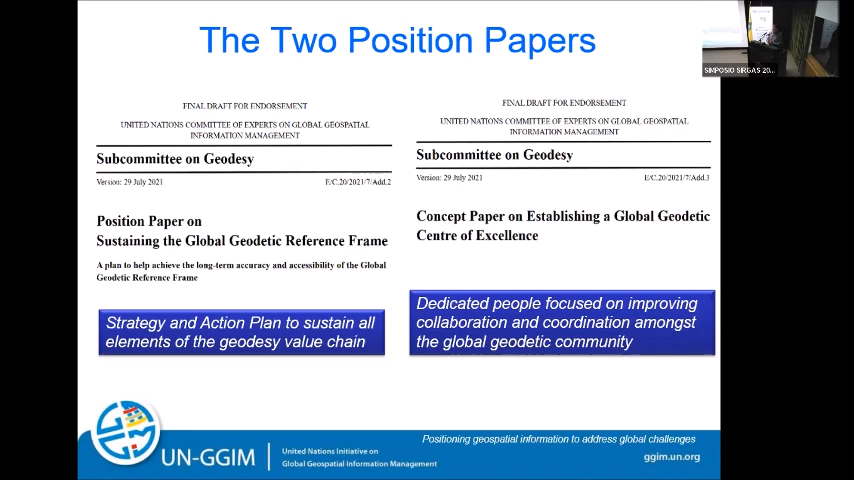 The Two Position Papers
SIMPOSIO SIRGAS 20...
FINAL DRAFT FOR ENDORSEMENT
UNITED NATIONS COMMITTEE OF EXPERTS ON GLOBAL GEOSPATIAL
INFORMATION MANAGEMENT
Subcommittee on Geodesy
Version: 29 July 2021 E/C.20/2021/7/Add.2
Position Paper on
Sustaining the Global Geodetic Reference Frame
A plan to help achieve the long-term accuracy and accessibility of the Global
Geodetic Reference Frame
Strategy and Action Plan to sustain all
elements of the geodesy value chain
FINAL DRAFT FOR ENDORSEMENT
UNITED NATIONS COMMITTEE OF EXPERTS ON GLOBAL GEOSPATIAL
INFORMATION MANAGEMENT
Subcommittee on Geodesy
Version: 29 July 2021 E/C.20/2021/7/Add.3
Concept Paper on Establishing a Global Geodetic
Centre of Excellence
Dedicated people focused on improving
collaboration and coordination amongst
the global geodetic community
Positioning geospatial information to address global challenges
UN-GGIM
United Nations Initiative on
Global Geospatial Information Management
ggim.un.org